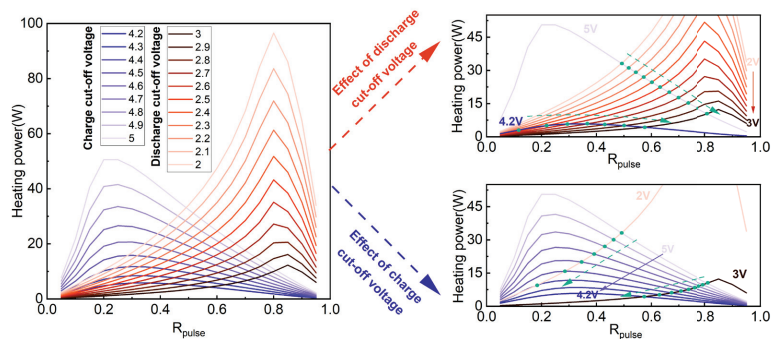 Heating power(W)
100
80
60
40
20
0
0.0
0.2
0.4
0.6
0.8
1.0
R_pulse
Charge cut-off voltage
4.2
4.3
4.4
4.5
4.6
4.7
4.8
4.9
5
Discharge cut-off voltage
3
2.9
2.8
2.7
2.6
2.5
2.4
2.3
2.2
2.1
2
Effect of discharge
cut-off voltage
Effect of charge
cut-off voltage
Heating power(W)
45
30
15
0
5V
2V
4.2V
3V
0.0
0.2
0.4
0.6
0.8
1.0
R_pulse
Heating power(W)
45
30
15
0
2V
5V
4.2V
3V
0.0
0.2
0.4
0.6
0.8
1.0
R_pulse